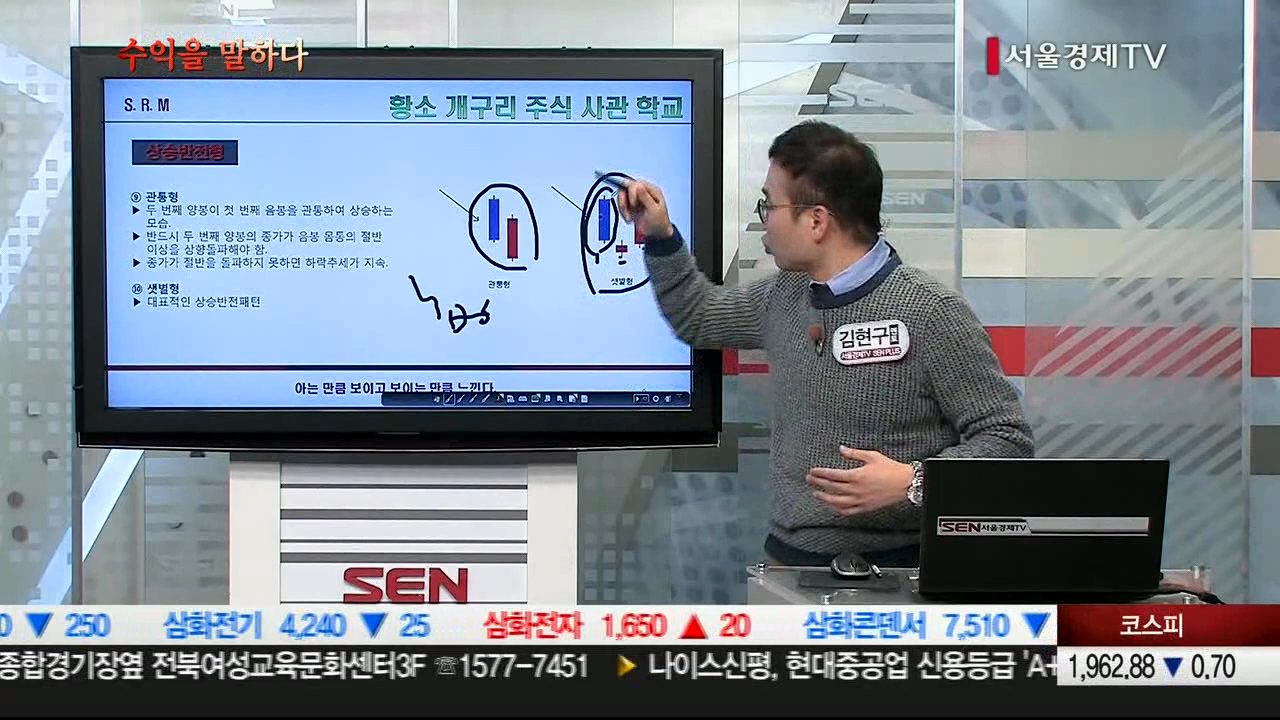 수익을 말하다
서울경제TV
S. R. M
황소 개구리 주식 사관 학교
상승반전형
⑨ 관통형
▶ 두 번째 양봉이 첫 번째 음봉을 관통하여 상승하는
모습.
▶ 반드시 두 번째 양봉의 종가가 음봉 몸통의 절반
이상을 상향돌파해야 함.
▶ 종가가 절반을 돌파하지 못하면 하락추세가 지속.
⑩ 샛별형
▶ 대표적인 상승반전패턴
관통형
샛별형
아는 만큼 보이고 보이는 만큼 느낀다.
김현구
서울경제TV SEN PLUS
SEN 서울경제TV
SEN
0 ▼ 250 삼화전기 4,240 ▼ 25 삼화전자 1,650 ▲ 20 삼화콘덴서 7,510 ▼
코스피
종합경기장옆 전북여성교육문화센터3F ☏1577-7451 ▶ 나이스신평, 현대중공업 신용등급 'A+
1,962.88 ▼ 0.70